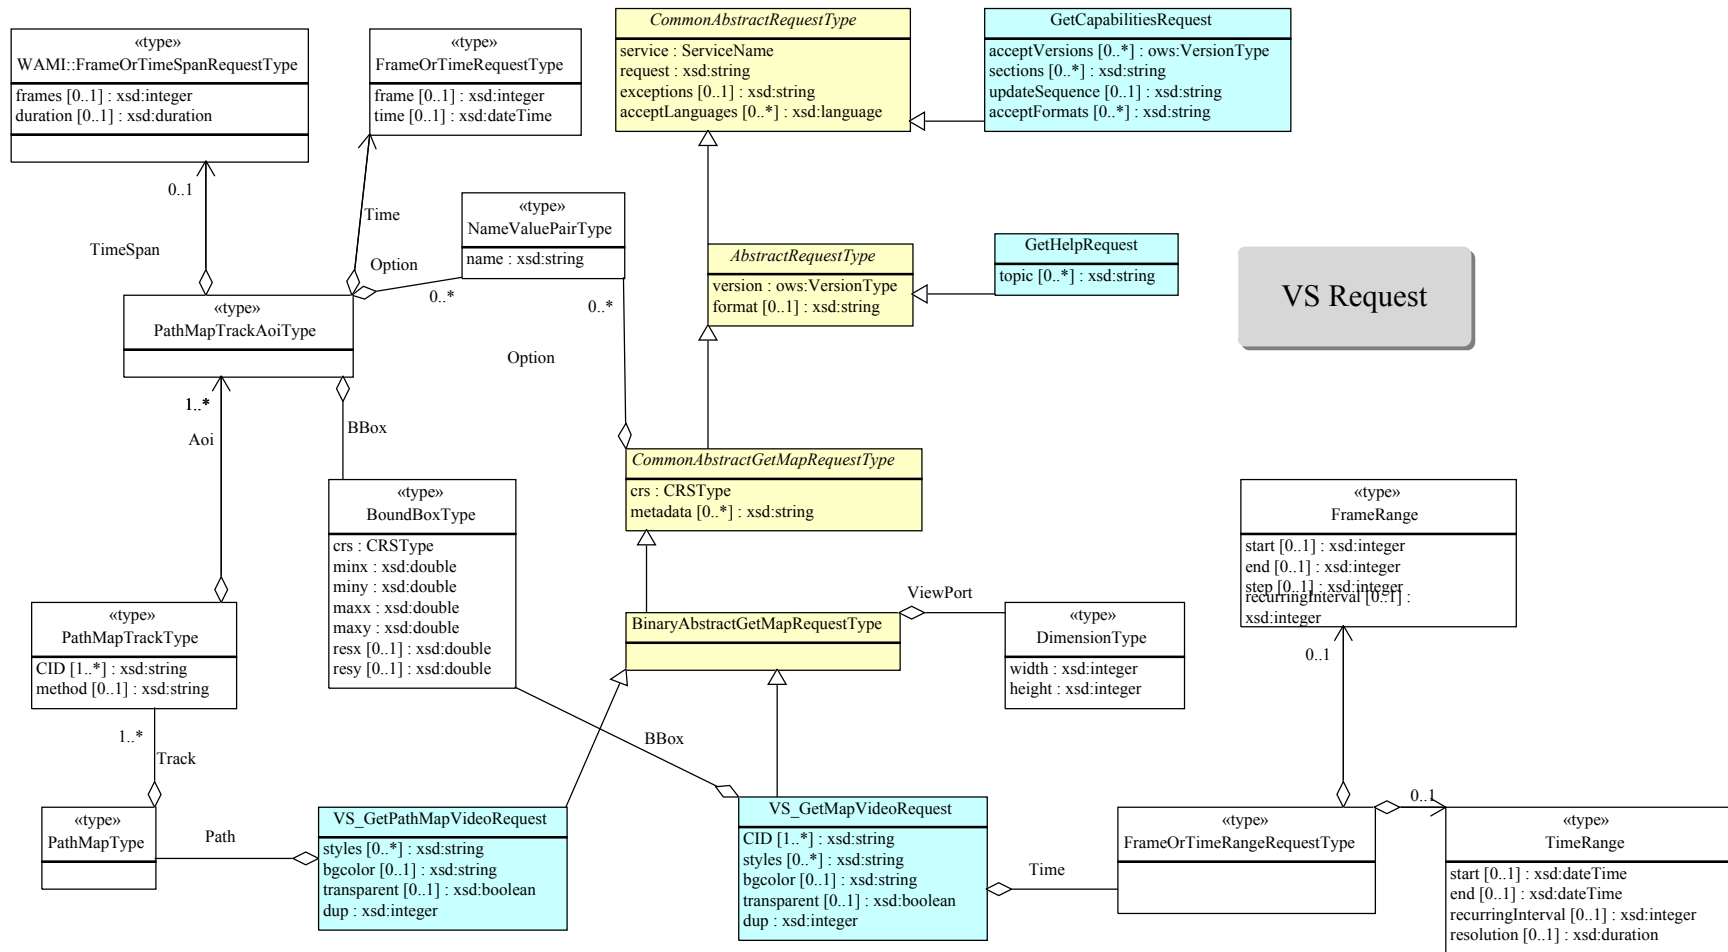 CommonAbstractRequestType
service : ServiceName
request : xsd:string
exceptions [0..1] : xsd:string
acceptLanguages [0..*] : xsd:language
GetCapabilitiesRequest
acceptVersions [0..*] : ows:VersionType
sections [0..*] : xsd:string
updateSequence [0..1] : xsd:string
acceptFormats [0..*] : xsd:string
«type»
WAMI::FrameOrTimeSpanRequestType
frames [0..1] : xsd:integer
duration [0..1] : xsd:duration
«type»
FrameOrTimeRequestType
frame [0..1] : xsd:integer
time [0..1] : xsd:dateTime
0..1
TimeSpan
Time
Option
0..*
«type»
NameValuePairType
name : xsd:string
0..*
Option
AbstractRequestType
version : ows:VersionType
format [0..1] : xsd:string
GetHelpRequest
topic [0..*] : xsd:string
VS Request
«type»
PathMapTrackAoiType
1..*
Aoi
BBox
CommonAbstractGetMapRequestType
crs : CRSType
metadata [0..*] : xsd:string
«type»
BoundBoxType
crs : CRSType
minx : xsd:double
miny : xsd:double
maxx : xsd:double
maxy : xsd:double
resx [0..1] : xsd:double
resy [0..1] : xsd:double
«type»
FrameRange
start [0..1] : xsd:integer
end [0..1] : xsd:integer
step [0..1] : xsd:integer
recurringInterval [0..1] :
xsd:integer
0..1
«type»
PathMapTrackType
CID [1..*] : xsd:string
method [0..1] : xsd:string
BinaryAbstractGetMapRequestType
ViewPort
«type»
DimensionType
width : xsd:integer
height : xsd:integer
1..*
Track
BBox
«type»
PathMapType
Path
VS_GetPathMapVideoRequest
styles [0..*] : xsd:string
bgcolor [0..1] : xsd:string
transparent [0..1] : xsd:boolean
dup : xsd:integer
VS_GetMapVideoRequest
CID [1..*] : xsd:string
styles [0..*] : xsd:string
bgcolor [0..1] : xsd:string
transparent [0..1] : xsd:boolean
dup : xsd:integer
Time
«type»
FrameOrTimeRangeRequestType
0..1
«type»
TimeRange
start [0..1] : xsd:dateTime
end [0..1] : xsd:dateTime
recurringInterval [0..1] : xsd:integer
resolution [0..1] : xsd:duration